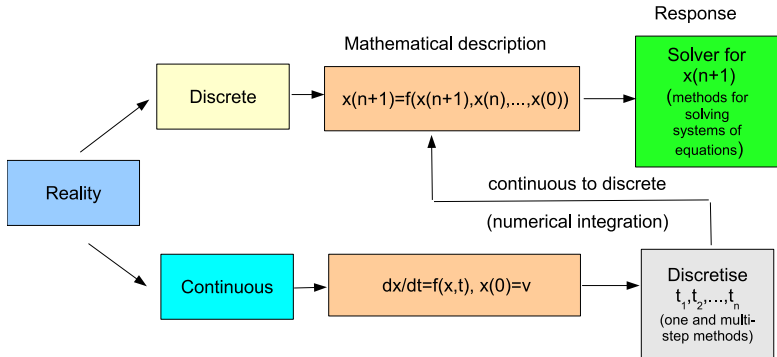 Response
Mathematical description
Solver for
x(n+1)
(methods for
solving
systems of
equations)
Discrete
x(n+1)=f(x(n+1),x(n),...,x(0))
Reality
continuous to discrete
(numerical integration)
Continuous
dx/dt=f(x,t), x(0)=v
Discretise
t₁,t₂,...,tₙ
(one and multi-
step methods)